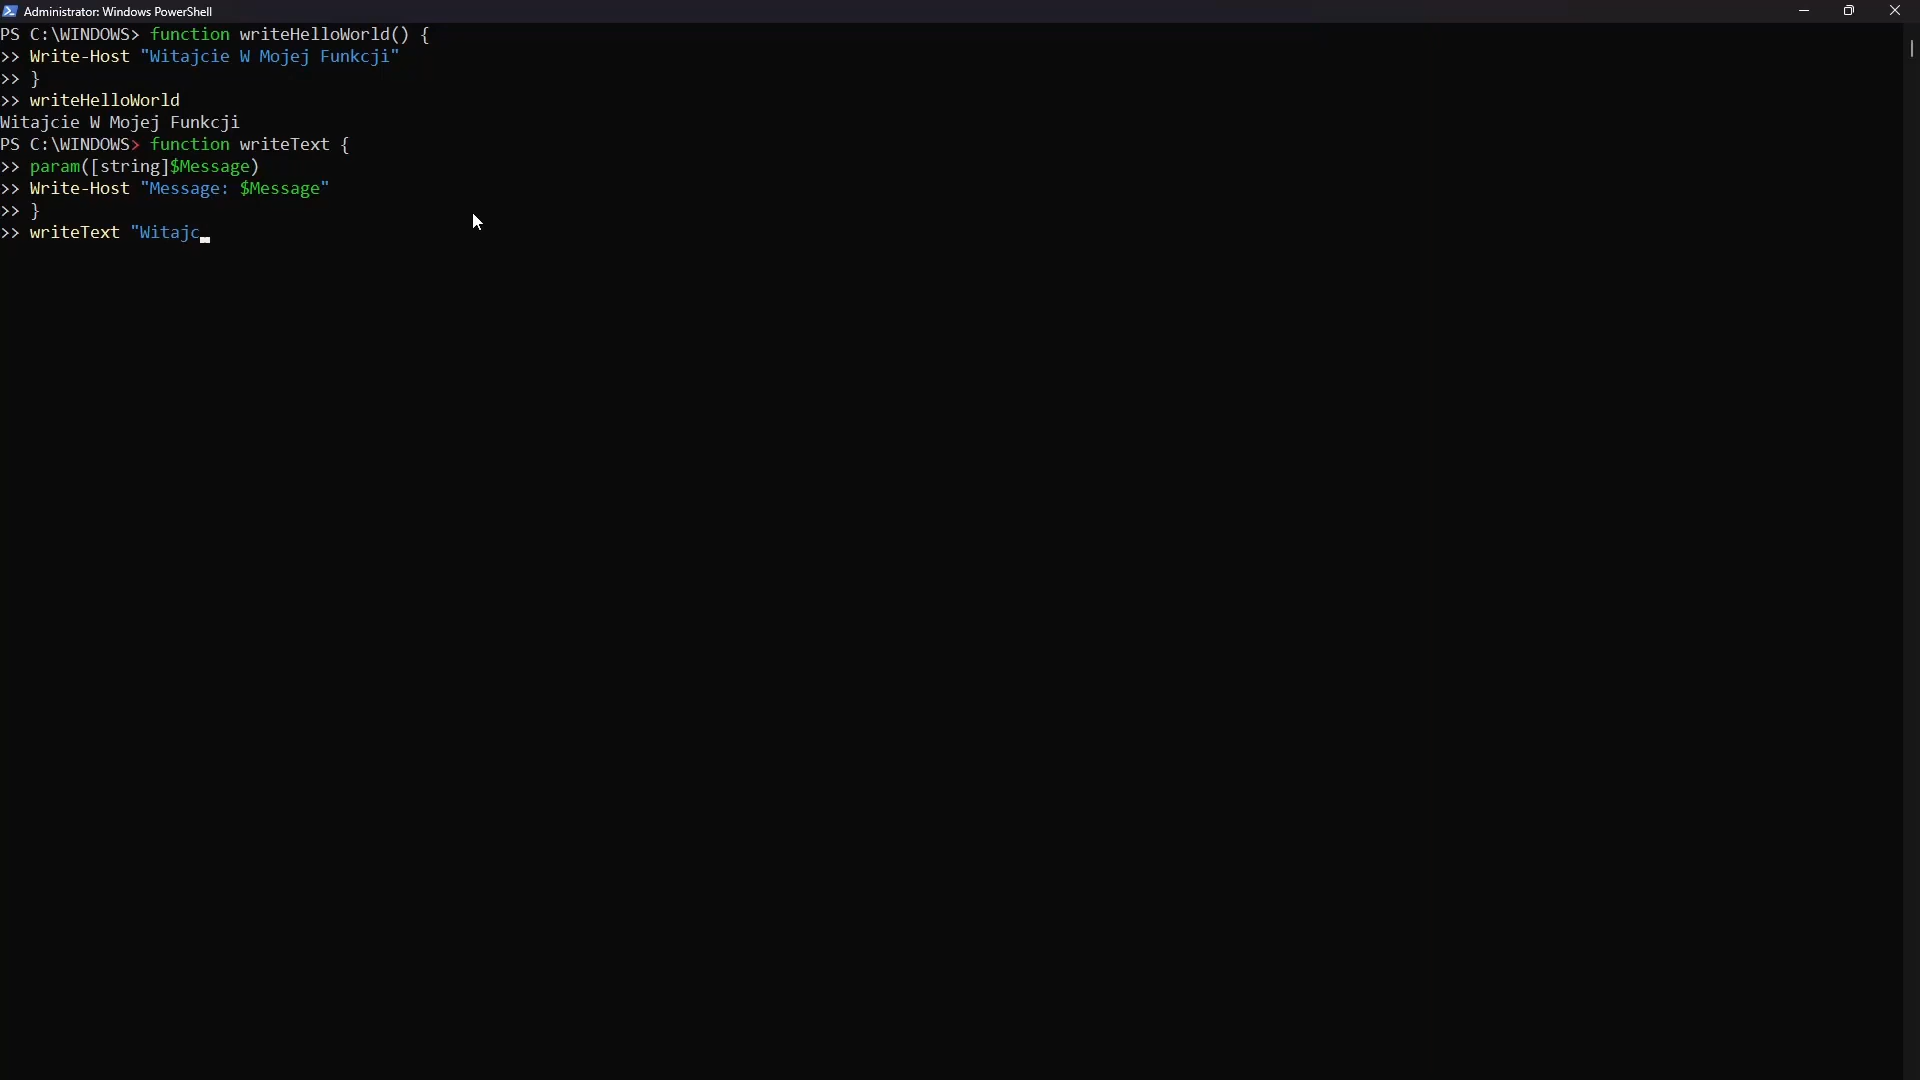 Administrator: Windows PowerShell
PS C:\WINDOWS> function writeHelloWorld() {
>> Write-Host "Witajcie W Mojej Funkcji"
>> }
>> writeHelloWorld
Witajcie W Mojej Funkcji
PS C:\WINDOWS> function writeText {
>> param([string]$Message)
>> Write-Host "Message: $Message"
>> }
>> writeText "Witajc